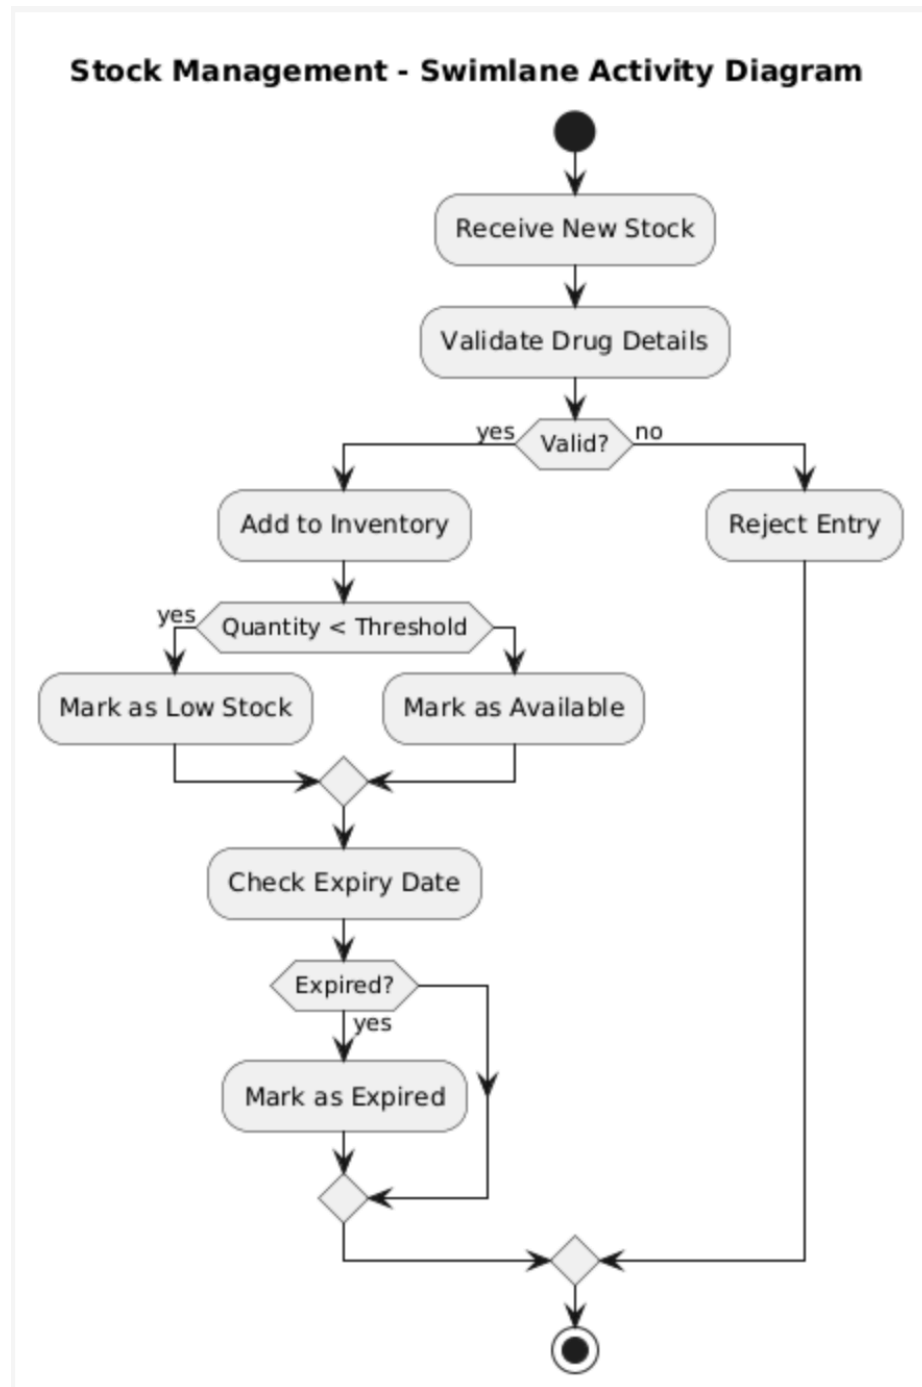 Stock Management - Swimlane Activity Diagram
Receive New Stock
Validate Drug Details
yes
Valid?
no
Add to Inventory
Reject Entry
yes
Quantity < Threshold
Mark as Low Stock
Mark as Available
Check Expiry Date
Expired?
yes
Mark as Expired